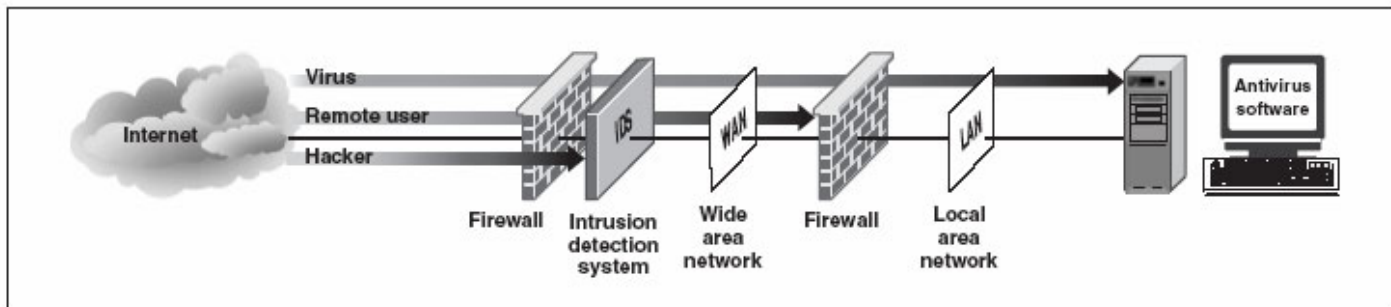 Virus
Remote user
Internet
Hacker
IDS
WAN
LAN
Antivirus
software
Firewall
Intrusion
detection
system
Wide
area
network
Firewall
Local
area
network